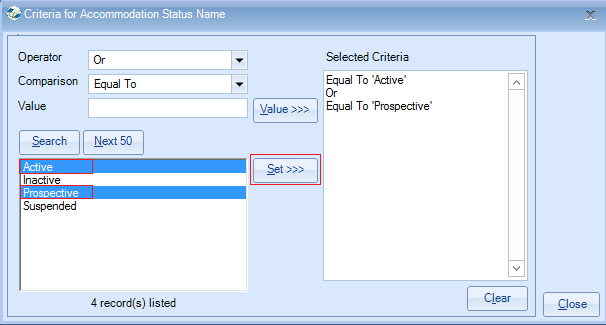 Criteria for Accommodation Status Name
Operator
Or
Comparison
Equal To
Value
Value >>>
Search
Next 50
Active
Inactive
Prospective
Suspended
Set >>>
4 record(s) listed
Selected Criteria
Equal To 'Active'
Or
Equal To 'Prospective'
Clear
Close